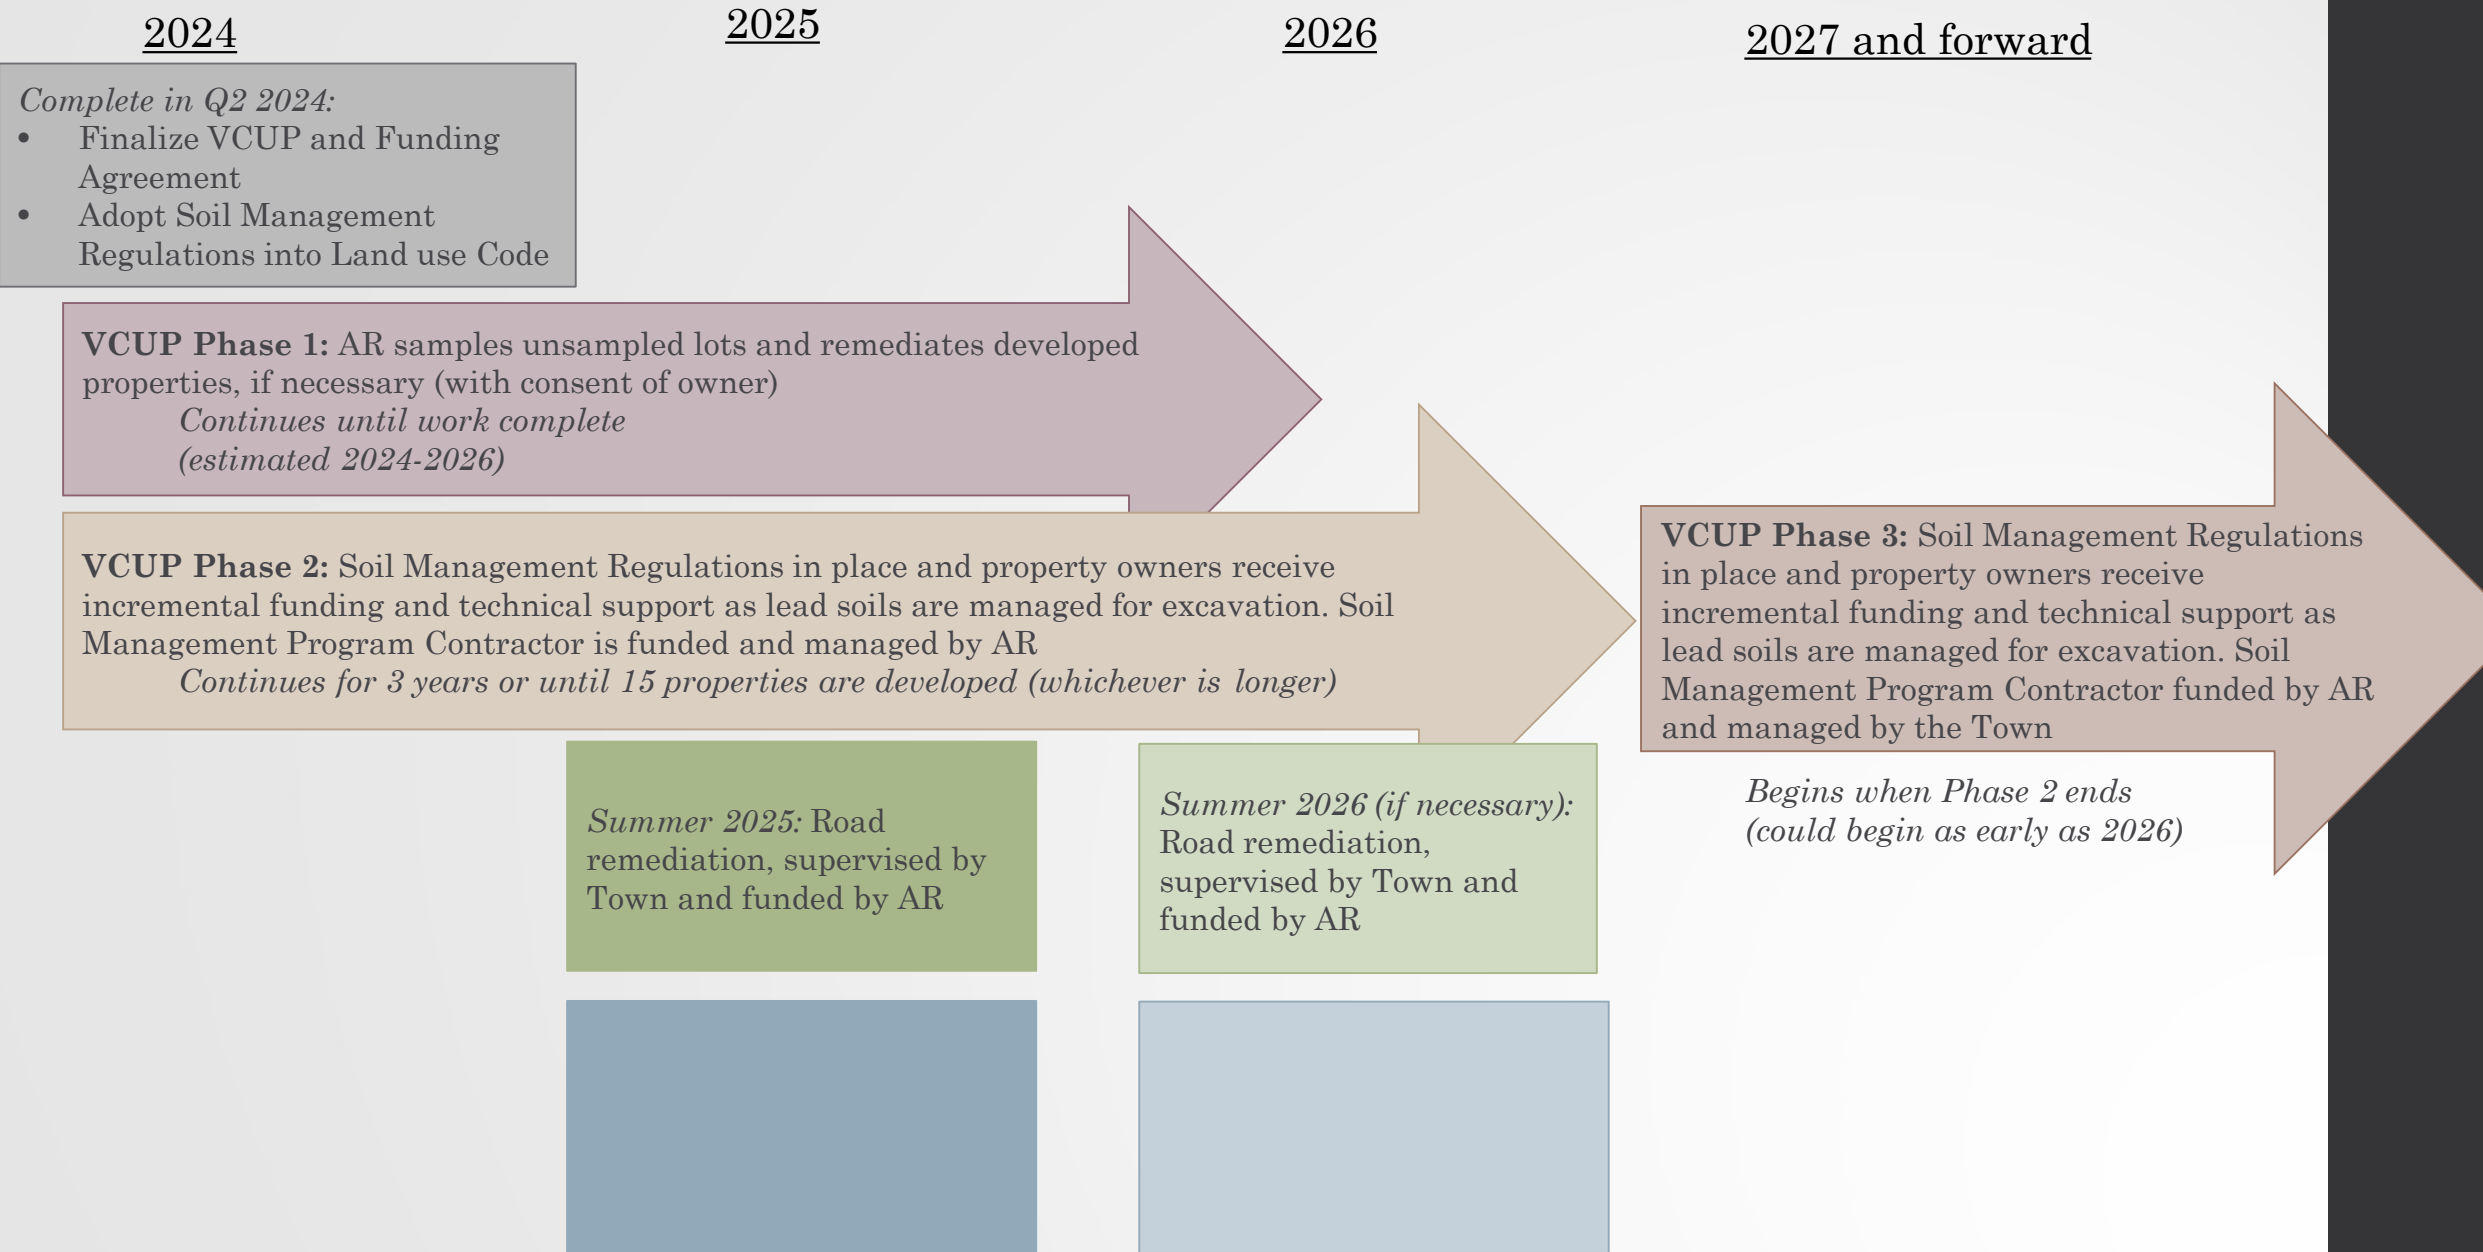 2024
2025
2026
2027 and forward
Complete in Q2 2024:
• Finalize VCUP and Funding
Agreement
• Adopt Soil Management
Regulations into Land use Code
VCUP Phase 1: AR samples unsampled lots and remediates developed
properties, if necessary (with consent of owner)
Continues until work complete
(estimated 2024-2026)
VCUP Phase 2: Soil Management Regulations in place and property owners receive
incremental funding and technical support as lead soils are managed for excavation. Soil
Management Program Contractor is funded and managed by AR
Continues for 3 years or until 15 properties are developed (whichever is longer)
VCUP Phase 3: Soil Management Regulations
in place and property owners receive
incremental funding and technical support as
lead soils are managed for excavation. Soil
Management Program Contractor funded by AR
and managed by the Town
Begins when Phase 2 ends
(could begin as early as 2026)
Summer 2025: Road
remediation, supervised by
Town and funded by AR
Summer 2026 (if necessary):
Road remediation,
supervised by Town and
funded by AR